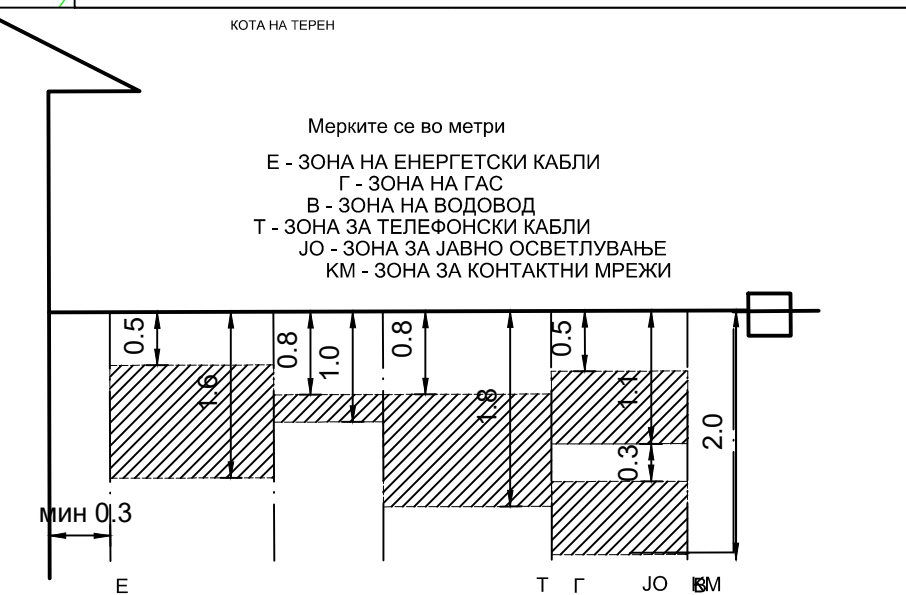 КОТА НА ТЕРЕН
Мерките се во метри
Е - ЗОНА НА ЕНЕРГЕТСКИ КАБЛИ
Г - ЗОНА НА ГАС
В - ЗОНА НА ВОДОВОД
Т - ЗОНА ЗА ТЕЛЕФОНСКИ КАБЛИ
ЈО - ЗОНА ЗА ЈАВНО ОСВЕТЛУВАЊЕ
КМ - ЗОНА ЗА КОНТАКТНИ МРЕЖИ
0.5
1.6
0.8
1.0
0.8
1.8
0.5
1.1
0.3
2.0
мин 0.3
Е Т Г ЈО В КМ